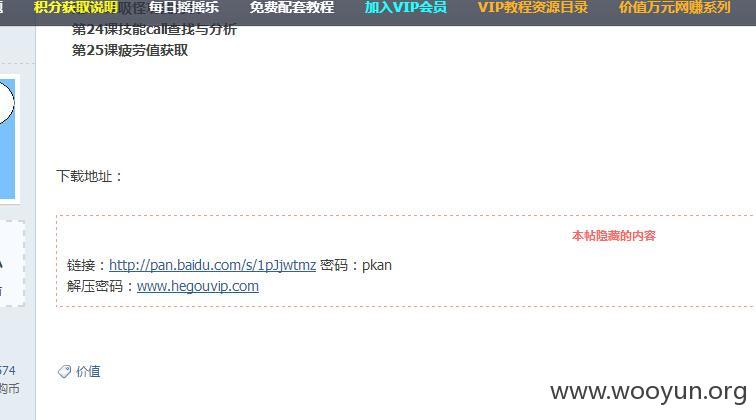 积分获取说明 每日摇摇乐 免费配套教程 加入VIP会员 VIP教程资源目录 价值万元网赚系列
第24课技能call查找与分析
第25课疲劳值获取
下载地址：
本帖隐藏的内容
链接：http://pan.baidu.com/s/1pJjwtmz 密码：pkan
解压密码：www.hegouvip.com
574
购币
价值
www.wooyun.org